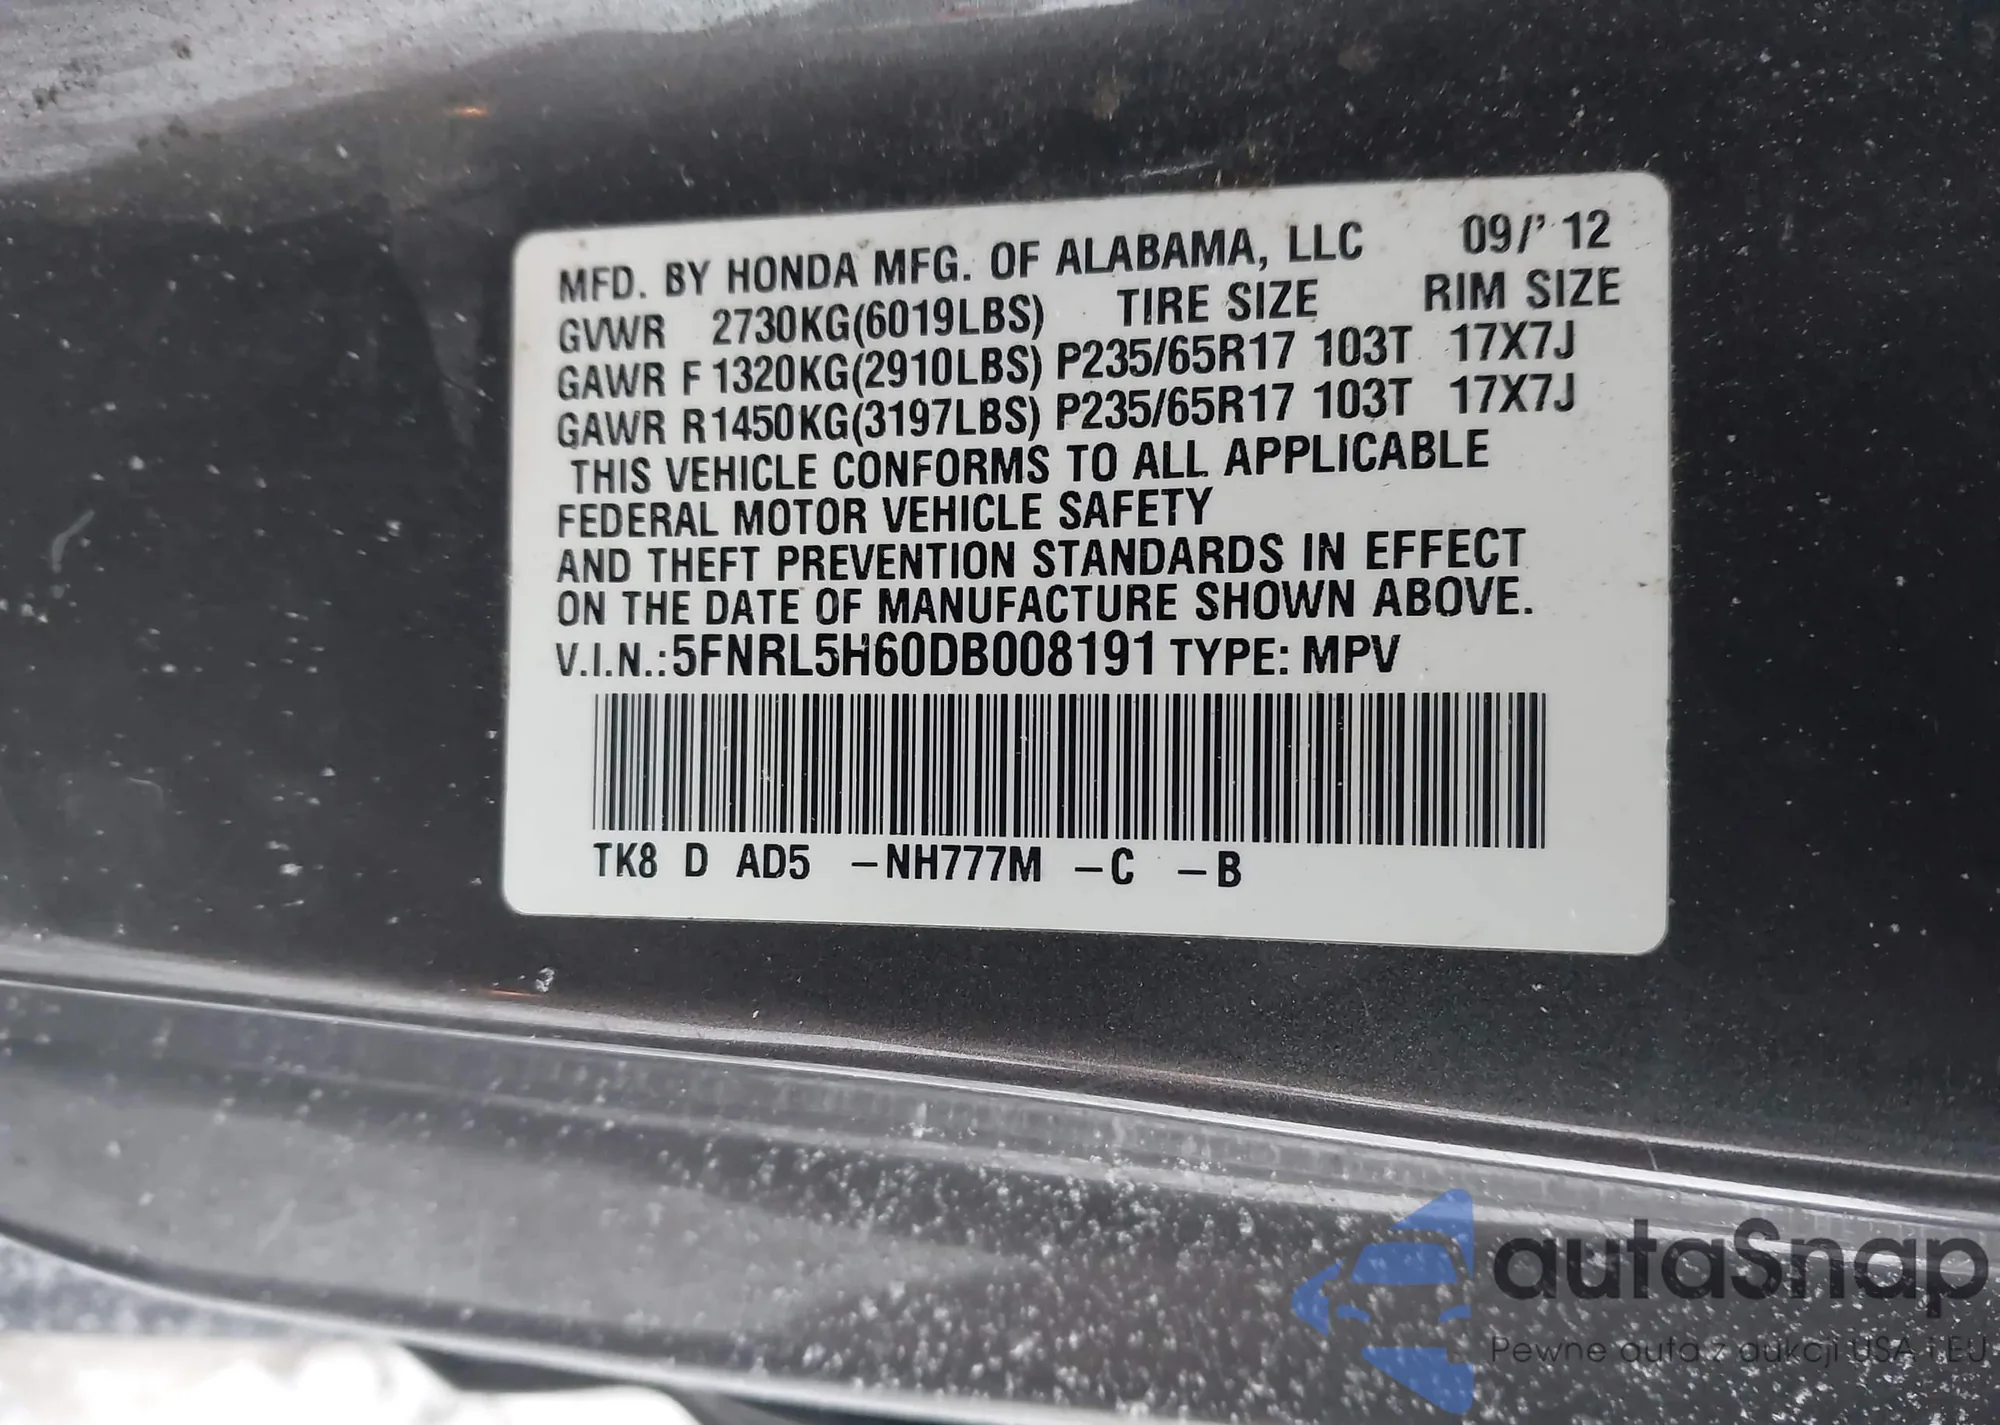 MFD. BY HONDA MFG. OF ALABAMA, LLC 09/' 12
GVWR 2730KG(6019LBS) TIRE SIZE RIM SIZE
GAWR F 1320KG(2910LBS) P235/65R17 103T 17X7J
GAWR R1450KG(3197LBS) P235/65R17 103T 17X7J
THIS VEHICLE CONFORMS TO ALL APPLICABLE
FEDERAL MOTOR VEHICLE SAFETY
AND THEFT PREVENTION STANDARDS IN EFFECT
ON THE DATE OF MANUFACTURE SHOWN ABOVE.
V.I.N.:5FNRL5H60DB008191 TYPE: MPV
TK8 D AD5 –NH777M –C –B
autaSnap
Pewne auta z aukcji USA i EU